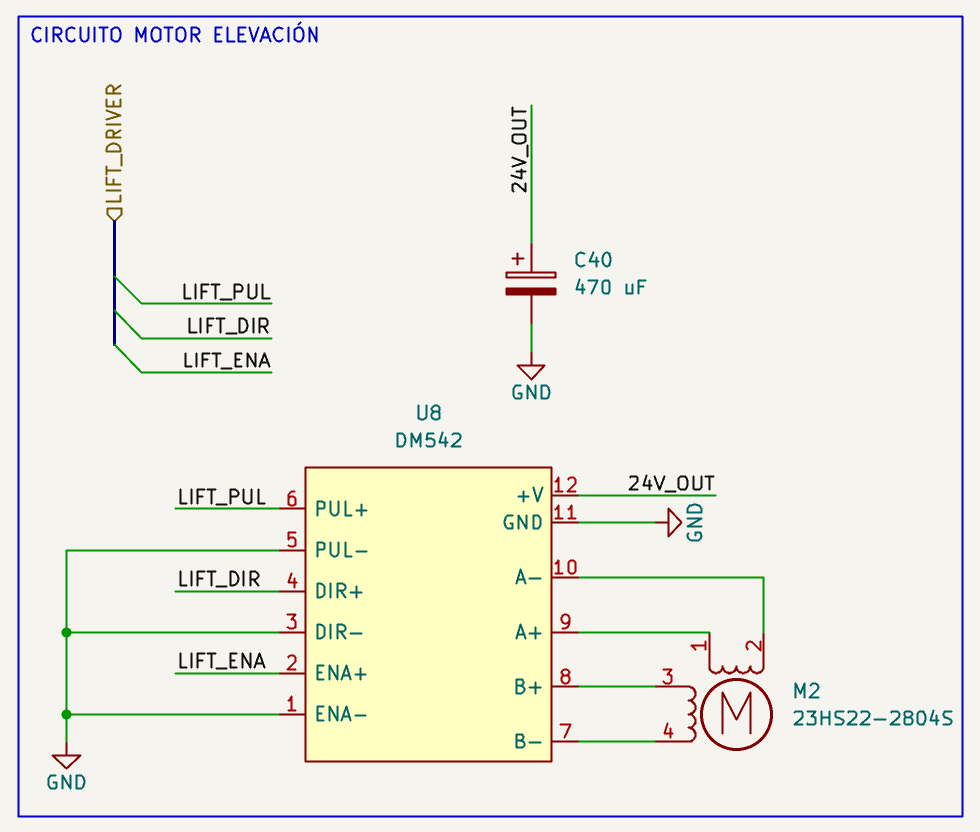 CIRCUITO MOTOR ELEVACIÓN
LIFT_DRIVER
LIFT_PUL
LIFT_DIR
LIFT_ENA
24V_OUT
+
C40
470 uF
GND
U8
DM542
LIFT_PUL 6 PUL+
5 PUL-
LIFT_DIR 4 DIR+
3 DIR-
LIFT_ENA 2 ENA+
1 ENA-
GND
+V 12 24V_OUT
GND 11 GND
A- 10
A+ 9
B+ 8
B- 7
1
2
3
4
M
M2
23HS22-2804S